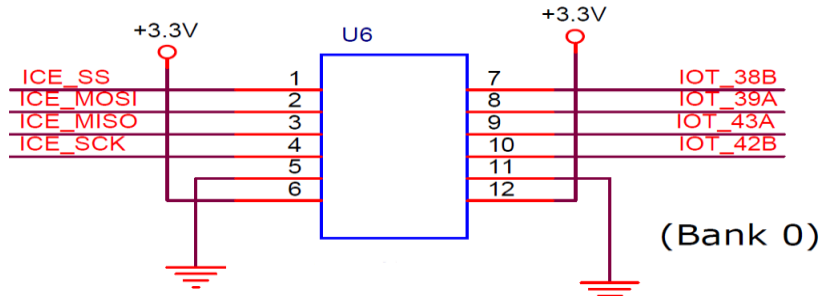 +3.3V
+3.3V
U6
ICE_SS 1 7 IOT_38B
ICE_MOSI 2 8 IOT_39A
ICE_MISO 3 9 IOT_43A
ICE_SCK 4 10 IOT_42B
5 11
6 12
(Bank 0)